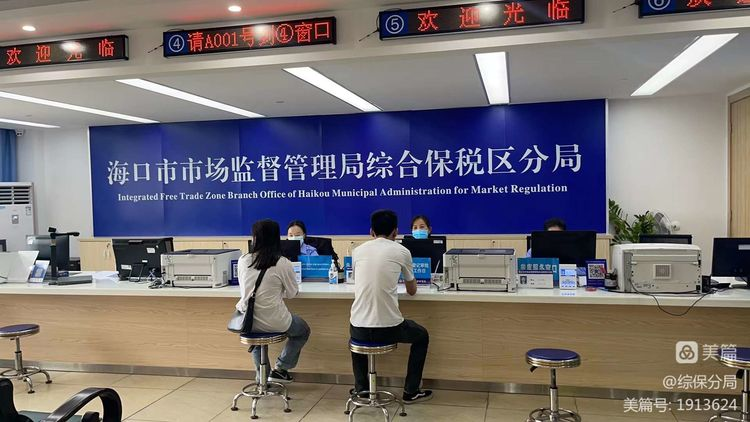 欢迎光临
④请A001号到④窗口
⑤ 欢迎光临
⑥ 欢迎
海口市市场监督管理局综合保税区分局
Integrated Free Trade Zone Branch Office of Haikou Municipal Administration for Market Regulation
美篇
@综保分局
美篇号: 1913624